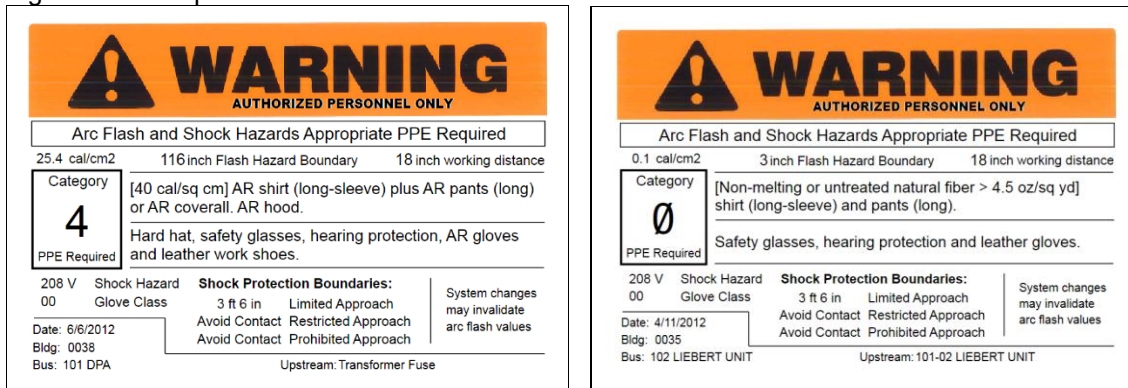 WARNING
AUTHORIZED PERSONNEL ONLY
Arc Flash and Shock Hazards Appropriate PPE Required
25.4 cal/cm2 116 inch Flash Hazard Boundary 18 inch working distance
Category
4
PPE Required
[40 cal/sq cm] AR shirt (long-sleeve) plus AR pants (long)
or AR coverall. AR hood.
Hard hat, safety glasses, hearing protection, AR gloves
and leather work shoes.
208 V Shock Hazard
00 Glove Class
Shock Protection Boundaries:
3 ft 6 in Limited Approach
Avoid Contact Restricted Approach
Avoid Contact Prohibited Approach
System changes
may invalidate
arc flash values
Date: 6/6/2012
Bldg: 0038
Bus: 101 DPA
Upstream: Transformer Fuse
WARNING
AUTHORIZED PERSONNEL ONLY
Arc Flash and Shock Hazards Appropriate PPE Required
0.1 cal/cm2 3 inch Flash Hazard Boundary 18 inch working distance
Category
Ø
PPE Required
[Non-melting or untreated natural fiber > 4.5 oz/sq yd]
shirt (long-sleeve) and pants (long).
Safety glasses, hearing protection and leather gloves.
208 V Shock Hazard
00 Glove Class
Shock Protection Boundaries:
3 ft 6 in Limited Approach
Avoid Contact Restricted Approach
Avoid Contact Prohibited Approach
System changes
may invalidate
arc flash values
Date: 4/11/2012
Bldg: 0035
Bus: 102 LIEBERT UNIT
Upstream: 101-02 LIEBERT UNIT